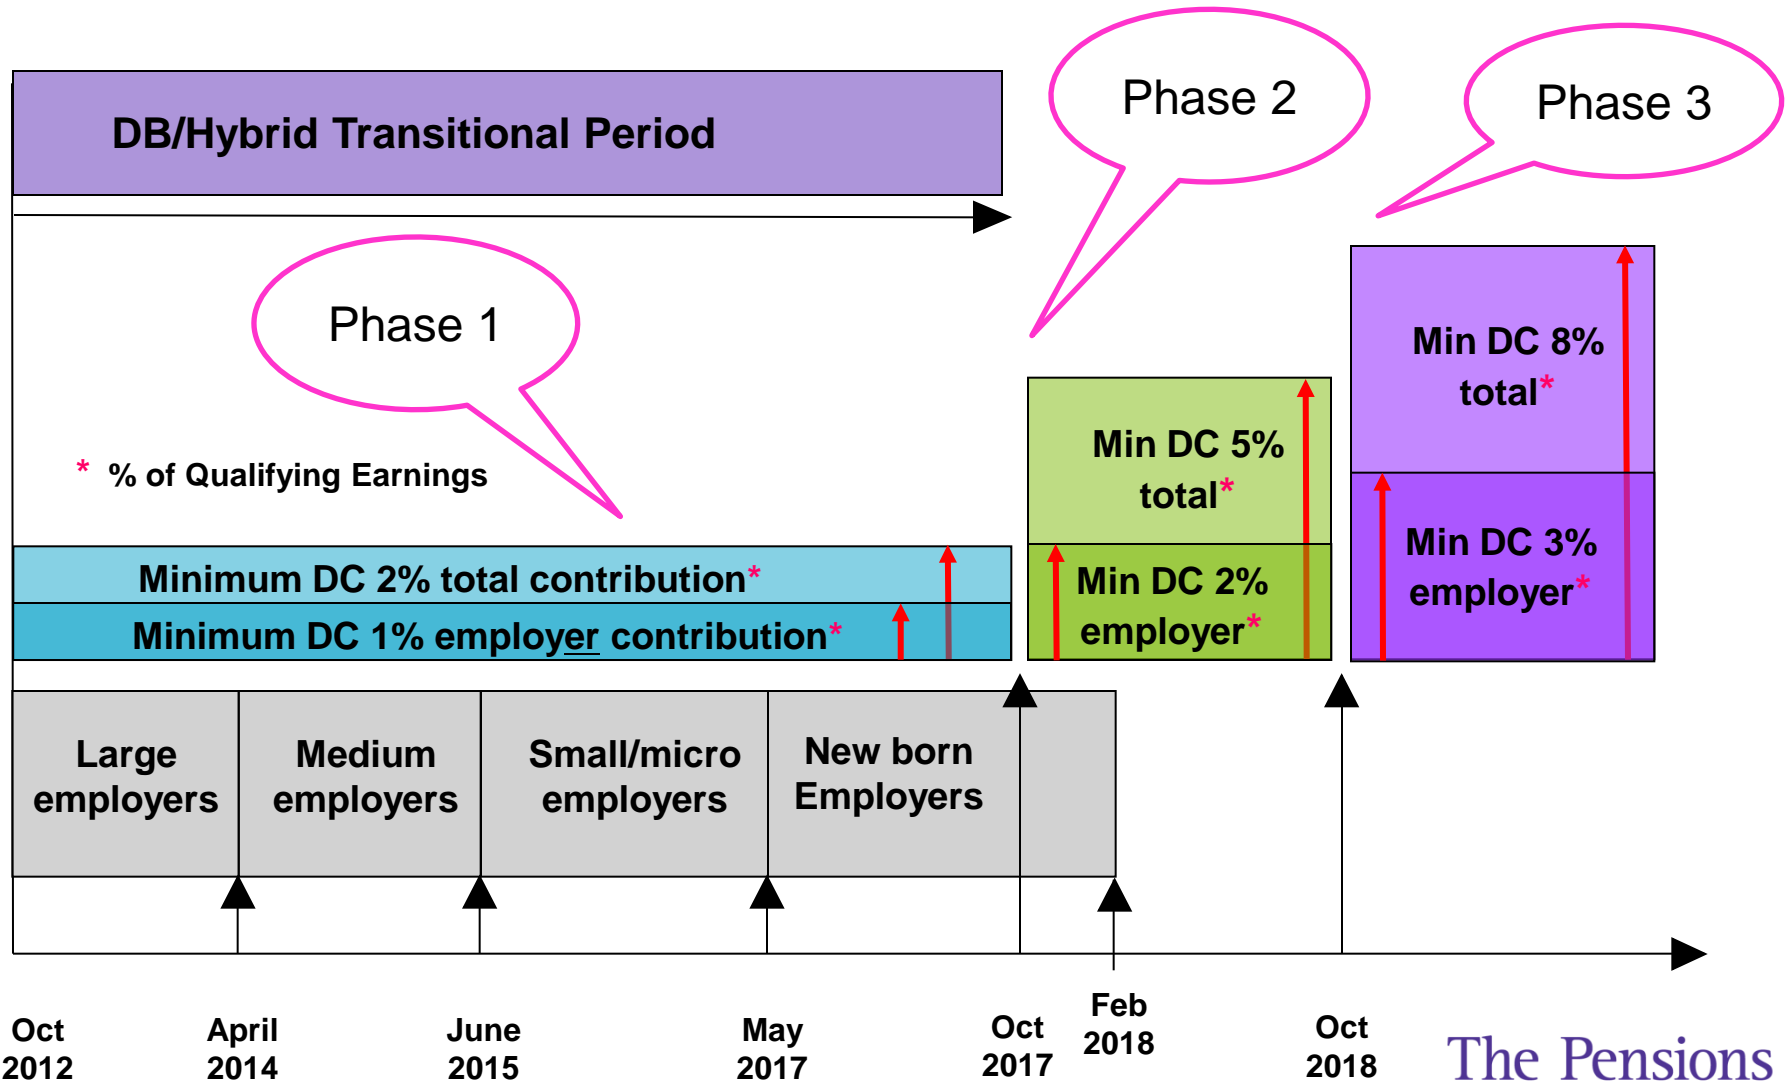 DB/Hybrid Transitional Period
Phase 1
Phase 2
Phase 3
* % of Qualifying Earnings
Minimum DC 2% total contribution*
Minimum DC 1% employer contribution*
Min DC 5%
total*
Min DC 2%
employer*
Min DC 8%
total*
Min DC 3%
employer*
Large
employers
Medium
employers
Small/micro
employers
New born
Employers
Oct
2012
April
2014
June
2015
May
2017
Oct
2017
Feb
2018
Oct
2018
The Pensions